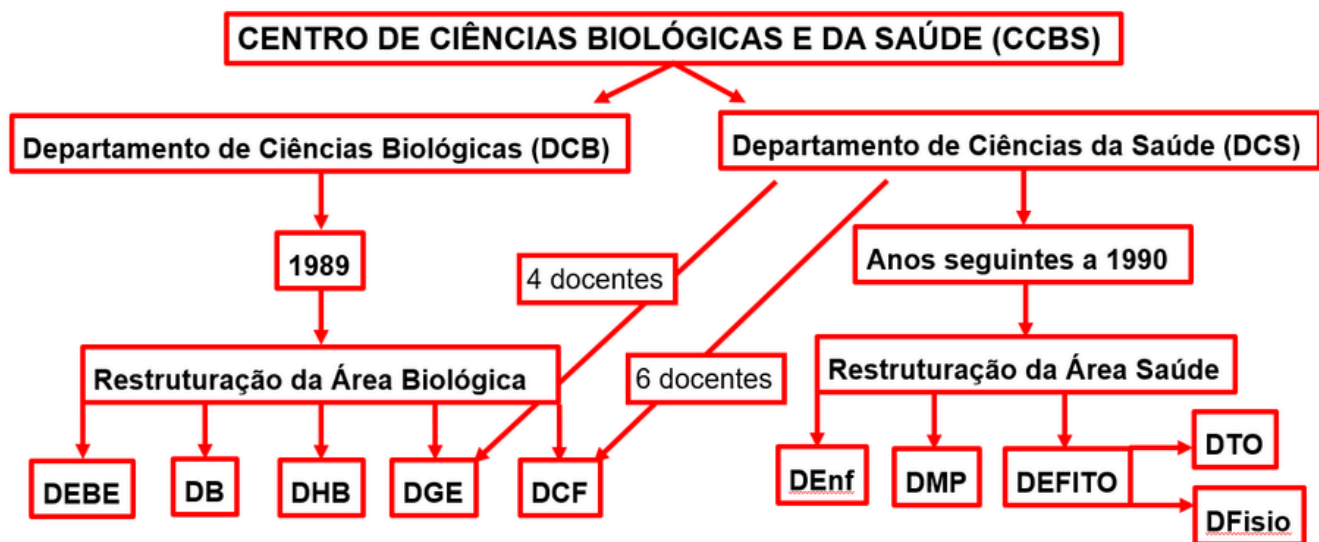 CENTRO DE CIÊNCIAS BIOLÓGICAS E DA SAÚDE (CCBS)
Departamento de Ciências Biológicas (DCB)
Departamento de Ciências da Saúde (DCS)
1989
4 docentes
Anos seguintes a 1990
Restruturação da Área Biológica
6 docentes
Restruturação da Área Saúde
DEBE
DB
DHB
DGE
DCF
DEnf
DMP
DEFITO
DTO
DFisio